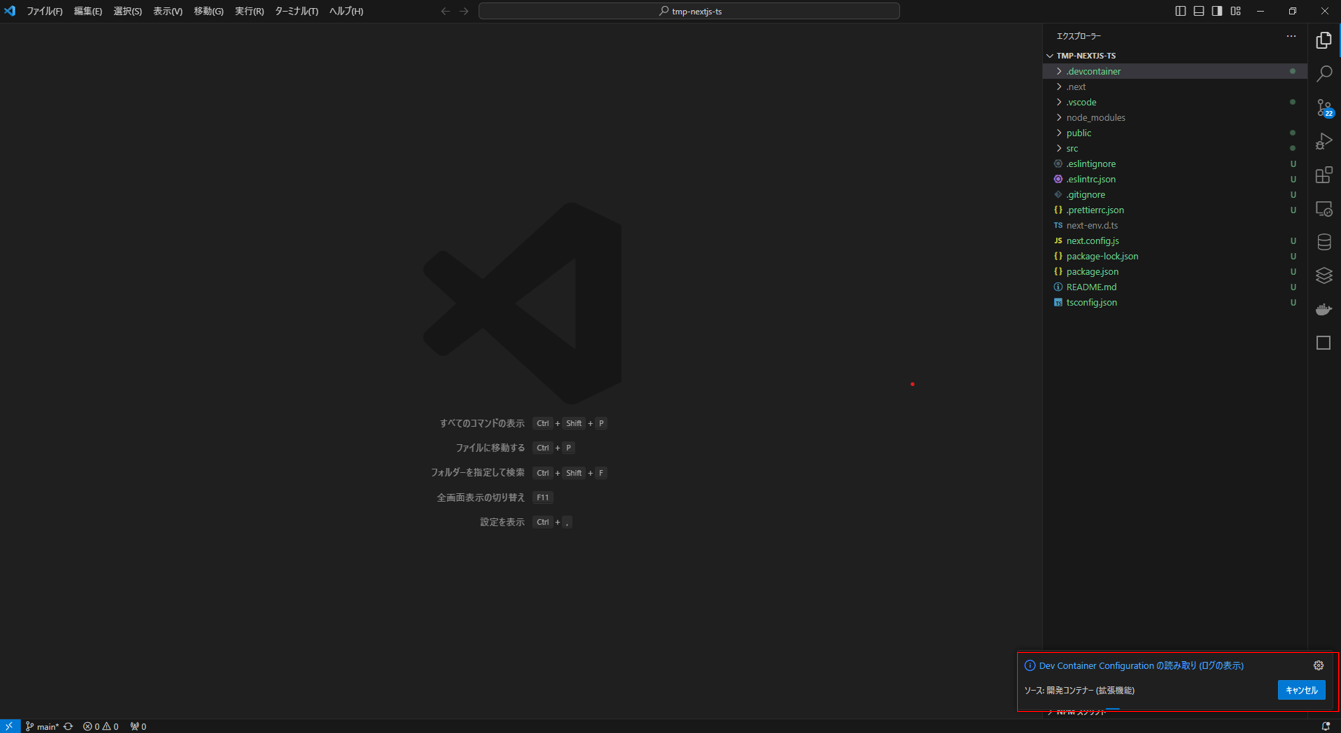 ファイル(F) 編集(E) 選択(S) 表示(V) 移動(G) 実行(R) ターミナル(T) ヘルプ(H) tmp-nextjs-ts
すべてのコマンドの表示 Ctrl + Shift + P
ファイルに移動する Ctrl + P
フォルダーを指定して検索 Ctrl + Shift + F
全画面表示の切り替え F11
設定を表示 Ctrl + ,
エクスプローラー ...
TMP-NEXTJS-TS
.devcontainer
.next
.vscode
node_modules
public
src
.eslintignore U
.eslintrc.json U
.gitignore U
{} .prettierrc.json U
TS next-env.d.ts
JS next.config.js U
{} package-lock.json U
{} package.json U
README.md U
tsconfig.json U
22
Dev Container Configuration の読み取り (ログの表示)
ソース: 開発コンテナー (拡張機能) キャンセル
NPM スクリプト
main* 0 0 0